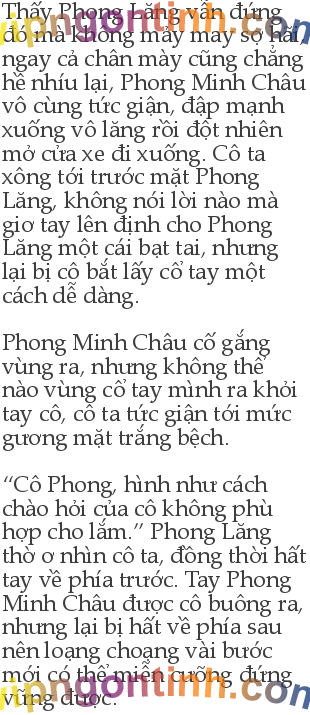 Thấy Phong Lăng vẫn đứng
vipngontinh.com
đó mà không mảy may sợ hãi
ngay cả chân mày cũng chẳng
hề nhíu lại, Phong Minh Châu
vô cùng tức giận, đập mạnh
xuống vô lăng rồi đột nhiên
mở cửa xe đi xuống. Cô ta
xông tới trước mặt Phong
Lăng, không nói lời nào mà
giơ tay lên định cho Phong
Lăng một cái bạt tai, nhưng
lại bị cô bắt lấy cổ tay một
cách dễ dàng.
Phong Minh Châu cố gắng
vùng ra, nhưng không thể
nào vùng cổ tay mình ra khỏi
tay cô, cô ta tức giận tới mức
gương mặt trắng bệch.
“Cô Phong, hình như cách
chào hỏi của cô không phù
hợp cho lắm.” Phong Lăng
thờ ơ nhìn cô ta, đồng thời hất
tay về phía trước. Tay Phong
Minh Châu được cô buông ra,
nhưng lại bị hất về phía sau
nên loạng choạng vài bước
mới có thể miễn cưỡng đứng
vững được.
vipngontinh.com